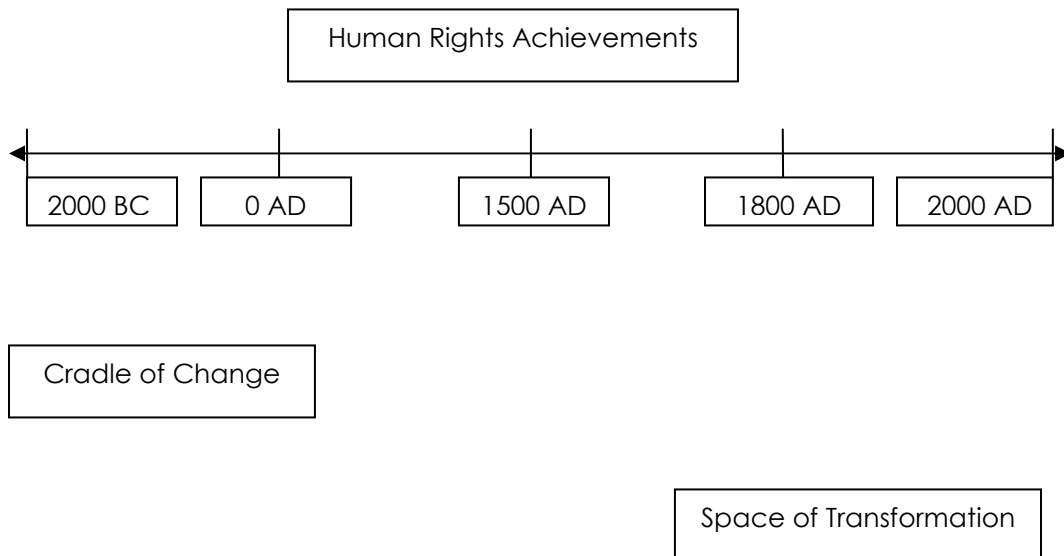 Human Rights Achievements
2000 BC
0 AD
1500 AD
1800 AD
2000 AD
Cradle of Change
Space of Transformation